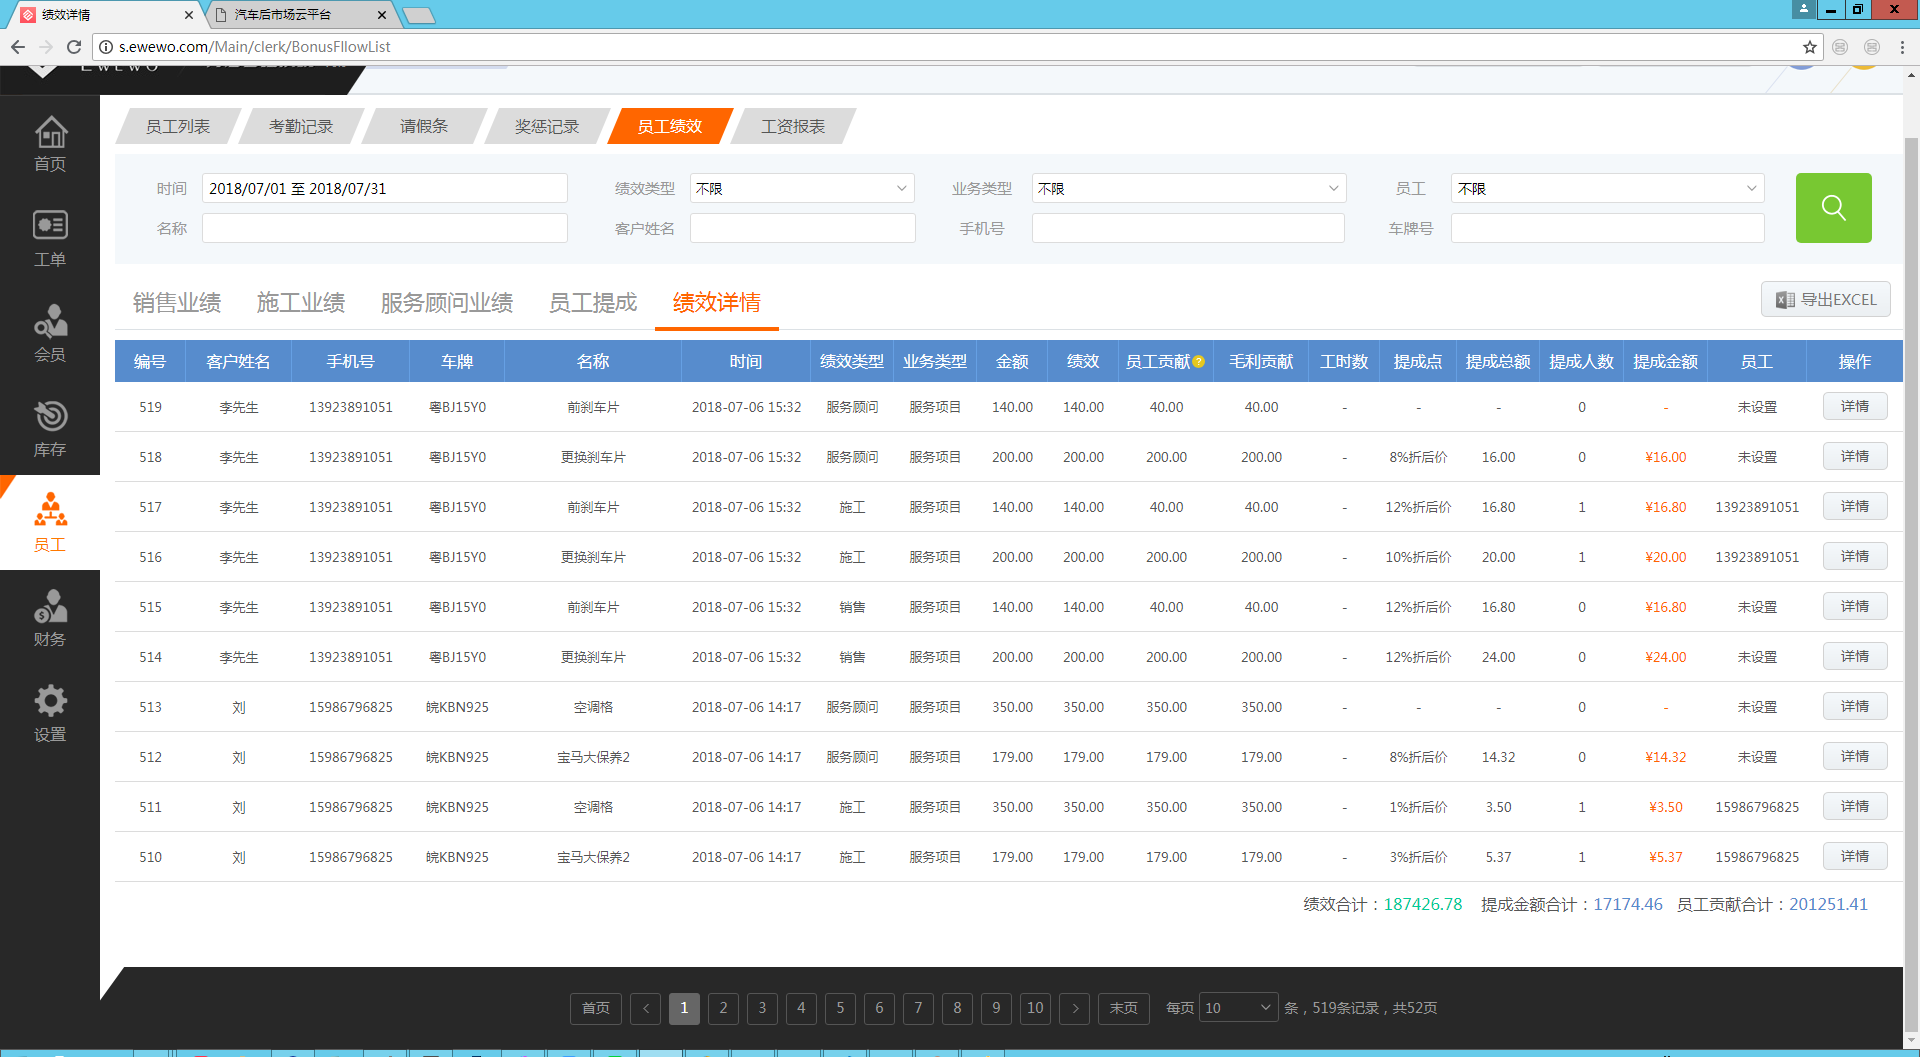 绩效详情
汽车后市场云平台
s.ewewo.com/Main/clerk/BonusFllowList
EWEWO
员工列表 考勤记录 请假条 奖惩记录 员工绩效 工资报表
首页
工单
会员
库存
员工
财务
设置
时间 2018/07/01 至 2018/07/31 绩效类型 不限 业务类型 不限 员工 不限
名称 客户姓名 手机号 车牌号
销售业绩 施工业绩 服务顾问业绩 员工提成 绩效详情 导出EXCEL
编号 客户姓名 手机号 车牌 名称 时间 绩效类型 业务类型 金额 绩效 员工贡献? 毛利贡献 工时数 提成点 提成总额 提成人数 提成金额 员工 操作
519 李先生 13923891051 粤BJ15Y0 前刹车片 2018-07-06 15:32 服务顾问 服务项目 140.00 140.00 40.00 40.00 - - - 0 - 未设置 详情
518 李先生 13923891051 粤BJ15Y0 更换刹车片 2018-07-06 15:32 服务顾问 服务项目 200.00 200.00 200.00 200.00 - 8%折后价 16.00 0 ¥16.00 未设置 详情
517 李先生 13923891051 粤BJ15Y0 前刹车片 2018-07-06 15:32 施工 服务项目 140.00 140.00 40.00 40.00 - 12%折后价 16.80 1 ¥16.80 13923891051 详情
516 李先生 13923891051 粤BJ15Y0 更换刹车片 2018-07-06 15:32 施工 服务项目 200.00 200.00 200.00 200.00 - 10%折后价 20.00 1 ¥20.00 13923891051 详情
515 李先生 13923891051 粤BJ15Y0 前刹车片 2018-07-06 15:32 销售 服务项目 140.00 140.00 40.00 40.00 - 12%折后价 16.80 0 ¥16.80 未设置 详情
514 李先生 13923891051 粤BJ15Y0 更换刹车片 2018-07-06 15:32 销售 服务项目 200.00 200.00 200.00 200.00 - 12%折后价 24.00 0 ¥24.00 未设置 详情
513 刘 15986796825 皖KBN925 空调格 2018-07-06 14:17 服务顾问 服务项目 350.00 350.00 350.00 350.00 - - - 0 - 未设置 详情
512 刘 15986796825 皖KBN925 宝马大保养2 2018-07-06 14:17 服务顾问 服务项目 179.00 179.00 179.00 179.00 - 8%折后价 14.32 0 ¥14.32 未设置 详情
511 刘 15986796825 皖KBN925 空调格 2018-07-06 14:17 施工 服务项目 350.00 350.00 350.00 350.00 - 1%折后价 3.50 1 ¥3.50 15986796825 详情
510 刘 15986796825 皖KBN925 宝马大保养2 2018-07-06 14:17 施工 服务项目 179.00 179.00 179.00 179.00 - 3%折后价 5.37 1 ¥5.37 15986796825 详情
绩效合计：187426.78 提成金额合计：17174.46 员工贡献合计：201251.41
首页 < 1 2 3 4 5 6 7 8 9 10 > 末页 每页 10 条，519条记录，共52页